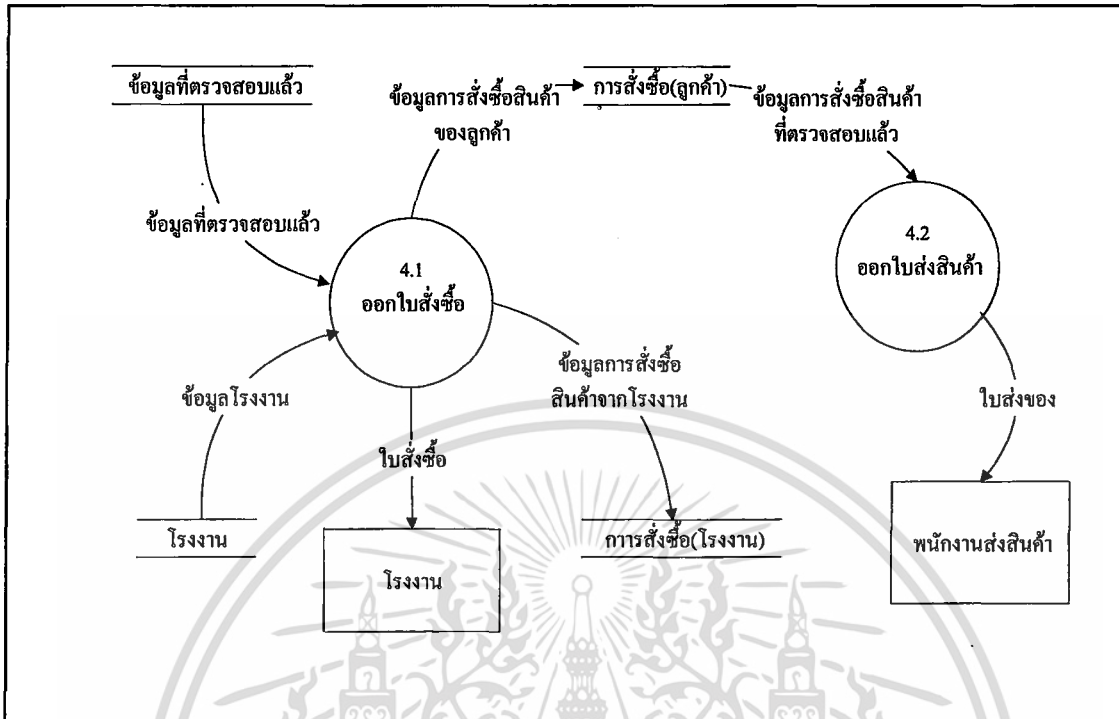 ข้อมูลที่ตรวจสอบแล้ว
ข้อมูลการสั่งซื้อสินค้า
ของลูกค้า
การสั่งซื้อ(ลูกค้า)
ข้อมูลการสั่งซื้อสินค้า
ที่ตรวจสอบแล้ว
ข้อมูลที่ตรวจสอบแล้ว
4.1
ออกใบสั่งซื้อ
4.2
ออกใบส่งสินค้า
ข้อมูลโรงงาน
ข้อมูลการสั่งซื้อ
สินค้าจากโรงงาน
ใบส่งของ
ใบสั่งซื้อ
โรงงาน
โรงงาน
กาารสั่งซื้อ(โรงงาน)
พนักงานส่งสินค้า